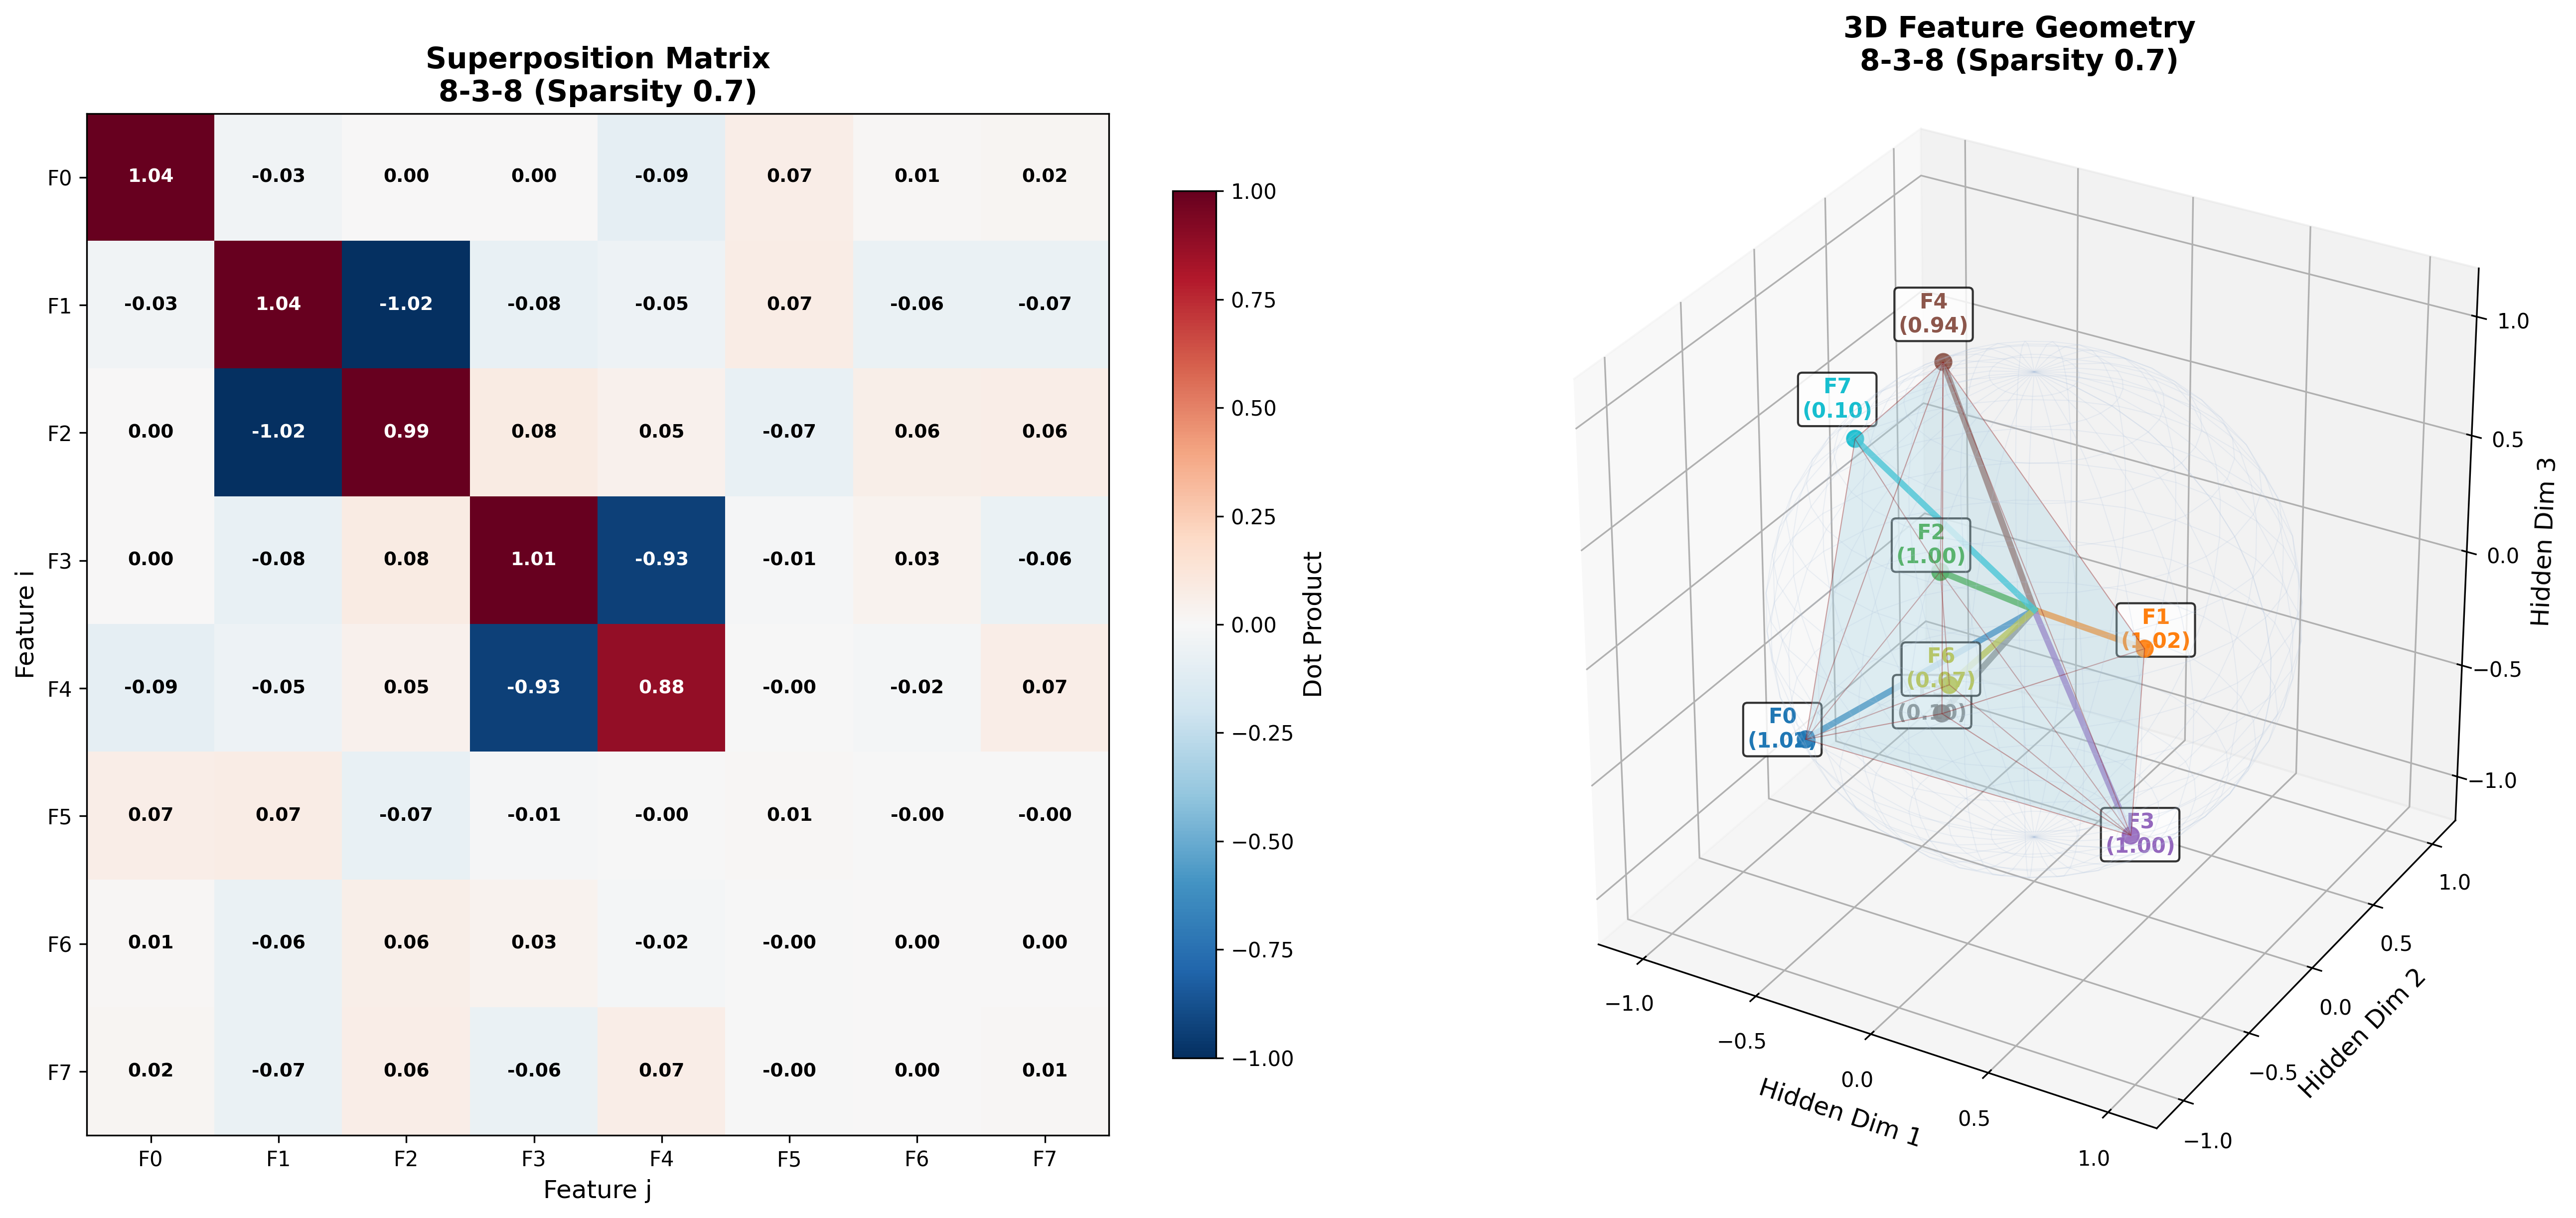 Superposition Matrix
8-3-8 (Sparsity 0.7)
F0 1.04 -0.03 0.00 0.00 -0.09 0.07 0.01 0.02
F1 -0.03 1.04 -1.02 -0.08 -0.05 0.07 -0.06 -0.07
F2 0.00 -1.02 0.99 0.08 0.05 -0.07 0.06 0.06
F3 0.00 -0.08 0.08 1.01 -0.93 -0.01 0.03 -0.06
F4 -0.09 -0.05 0.05 -0.93 0.88 -0.00 -0.02 0.07
F5 0.07 0.07 -0.07 -0.01 -0.00 0.01 -0.00 -0.00
F6 0.01 -0.06 0.06 0.03 -0.02 -0.00 0.00 0.00
F7 0.02 -0.07 0.06 -0.06 0.07 -0.00 0.00 0.01
F0 F1 F2 F3 F4 F5 F6 F7
Feature j
Feature i
1.00
0.75
0.50
0.25
0.00
−0.25
−0.50
−0.75
−1.00
Dot Product
3D Feature Geometry
8-3-8 (Sparsity 0.7)
F4
(0.94)
F7
(0.10)
F2
(1.00)
F1
(1.02)
F6
(0.07)
F0
(1.02)
F3
(1.00)
1.0
0.5
0.0
−0.5
−1.0
Hidden Dim 3
−1.0
−0.5
0.0
0.5
1.0
Hidden Dim 1
1.0
0.5
0.0
−0.5
−1.0
Hidden Dim 2